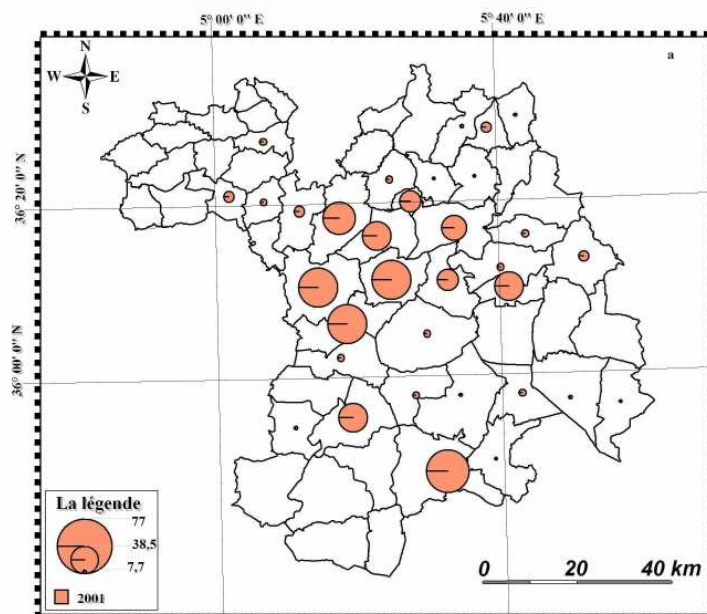 5° 00' 0'' E
5° 40' 0'' E
N
W E
S
a
36° 20' 0'' N
36° 00' 0'' N
La légende
77
38,5
7,7
2001
0 20 40 km